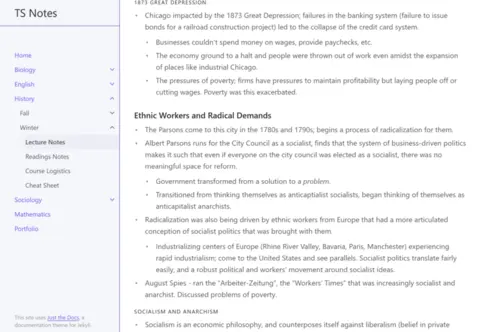 TS Notes
Home
Biology
English
History
Fall
Winter
Lecture Notes
Readings Notes
Course Logistics
Cheat Sheet
Sociology
Mathematics
Portfolio
This site uses Just the Docs, a
documentation theme for Jekyll.
1873 GREAT DEPRESSION
Chicago impacted by the 1873 Great Depression; failures in the banking system (failure to issue
bonds for a railroad construction project) led to the collapse of the credit card system.
Businesses couldn't spend money on wages, provide paychecks, etc.
The economy ground to a halt and people were thrown out of work even amidst the expansion
of places like industrial Chicago.
The pressures of poverty; firms have pressures to maintain profitability but laying people off or
cutting wages. Poverty was this exacerbated.
Ethnic Workers and Radical Demands
The Parsons come to this city in the 1780s and 1790s; begins a process of radicalization for them.
Albert Parsons runs for the City Council as a socialist, finds that the system of business-driven politics
makes it such that even if everyone on the city council was elected as a socialist, there was no
meaningful space for reform.
Government transformed from a solution to a problem.
Transitioned from thinking themselves as anticaptialist socialists, began thinking of themselves as
anticapitalist anarchists.
Radicalization was also being driven by ethnic workers from Europe that had a more articulated
conception of socialist politics that was brought with them.
Industrializing centers of Europe (Rhine River Valley, Bavaria, Paris, Manchester) experiencing
rapid industrialism; come to the United States and see parallels. Socialist politics translate fairly
easily, and a robust political and workers' movement around socialist ideas.
August Spies - ran the "Arbeiter-Zeitung", the "Workers' Times" that was increasingly socialist and
anarchist. Discussed problems of poverty.
SOCIALISM AND ANARCHISM
Socialism is an economic philosophy, and counterposes itself against liberalism (belief in private